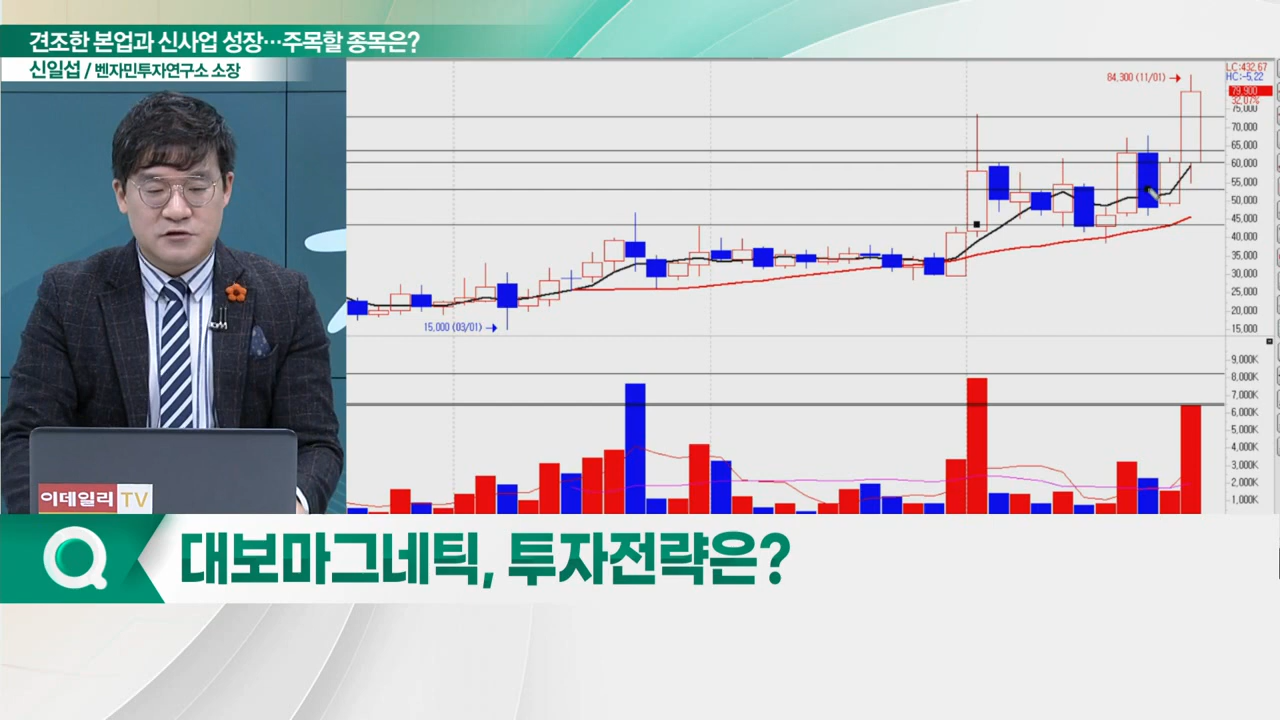 견조한 본업과 신사업 성장…주목할 종목은?
신일섭 / 벤자민투자연구소 소장
LC:432.67
HC:-5.22
84,300 (11/01)
79,900
32.07%
75,000
70,000
65,000
60,000
55,000
50,000
45,000
40,000
35,000
30,000
25,000
20,000
15,000
15,000 (03/01)
9,000K
8,000K
7,000K
6,000K
5,000K
4,000K
3,000K
2,000K
1,000K
이데일리 TV
Q
대보마그네틱, 투자전략은?